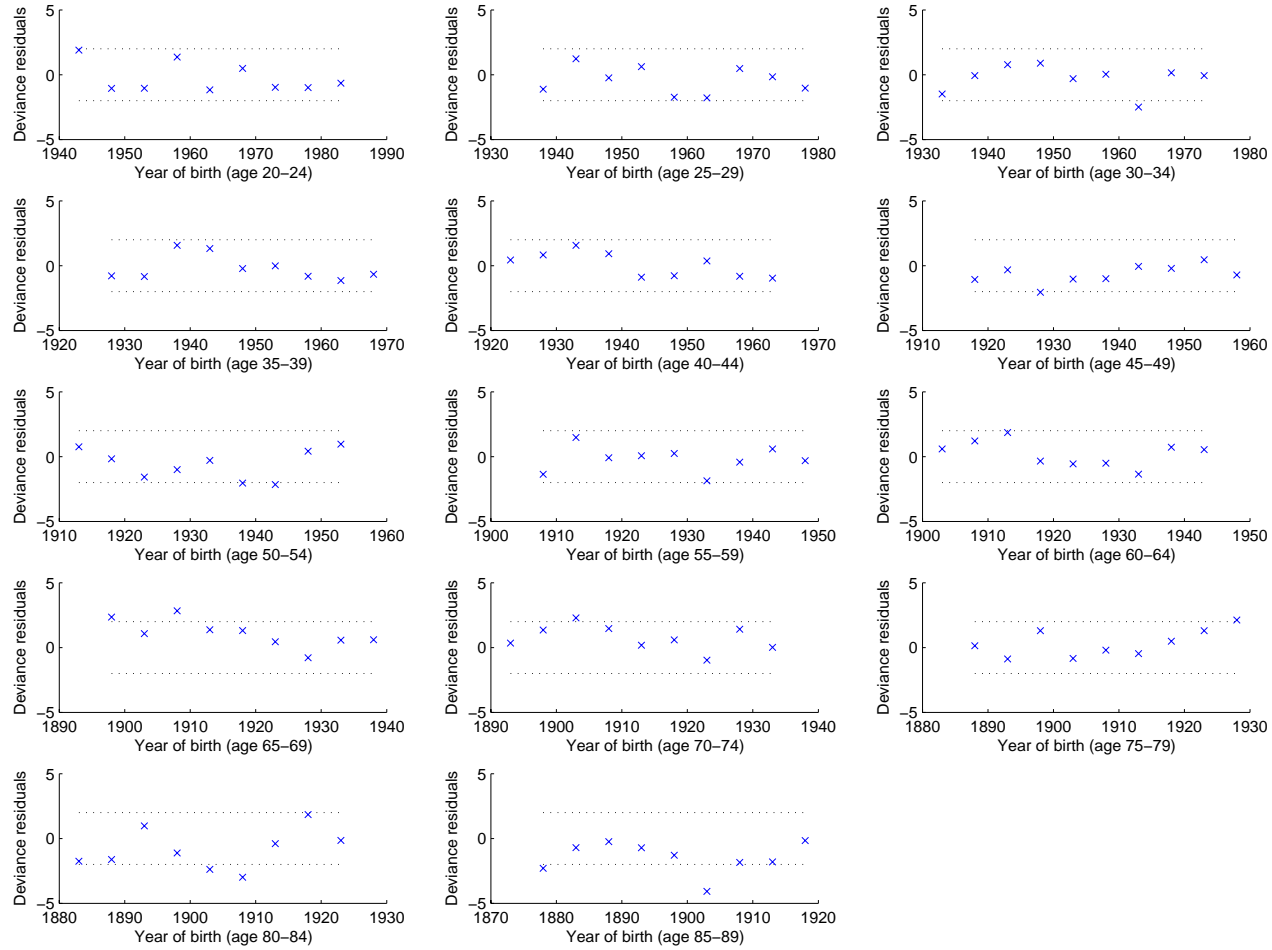 5
0
−5
Deviance residuals
1940 1950 1960 1970 1980 1990
Year of birth (age 20−24)
5
0
−5
Deviance residuals
1930 1940 1950 1960 1970 1980
Year of birth (age 25−29)
5
0
−5
Deviance residuals
1930 1940 1950 1960 1970 1980
Year of birth (age 30−34)
5
0
−5
Deviance residuals
1920 1930 1940 1950 1960 1970
Year of birth (age 35−39)
5
0
−5
Deviance residuals
1920 1930 1940 1950 1960 1970
Year of birth (age 40−44)
5
0
−5
Deviance residuals
1910 1920 1930 1940 1950 1960
Year of birth (age 45−49)
5
0
−5
Deviance residuals
1910 1920 1930 1940 1950 1960
Year of birth (age 50−54)
5
0
−5
Deviance residuals
1900 1910 1920 1930 1940 1950
Year of birth (age 55−59)
5
0
−5
Deviance residuals
1900 1910 1920 1930 1940 1950
Year of birth (age 60−64)
5
0
−5
Deviance residuals
1890 1900 1910 1920 1930 1940
Year of birth (age 65−69)
5
0
−5
Deviance residuals
1890 1900 1910 1920 1930 1940
Year of birth (age 70−74)
5
0
−5
Deviance residuals
1880 1890 1900 1910 1920 1930
Year of birth (age 75−79)
5
0
−5
Deviance residuals
1880 1890 1900 1910 1920 1930
Year of birth (age 80−84)
5
0
−5
Deviance residuals
1870 1880 1890 1900 1910 1920
Year of birth (age 85−89)